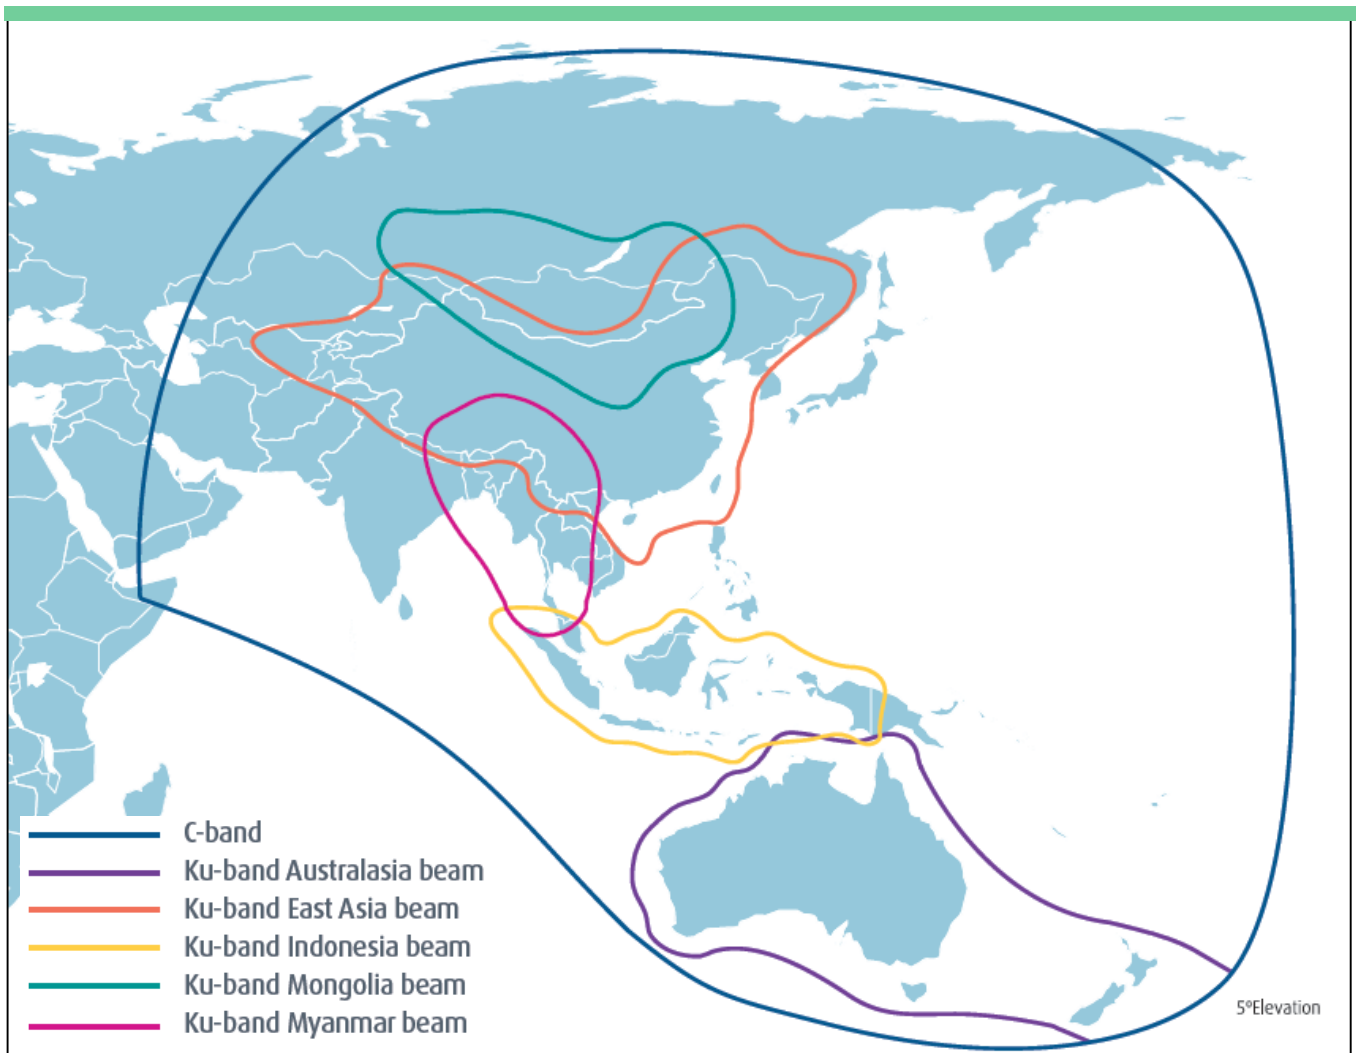 C-band
Ku-band Australasia beam
Ku-band East Asia beam
Ku-band Indonesia beam
Ku-band Mongolia beam
Ku-band Myanmar beam
5°Elevation